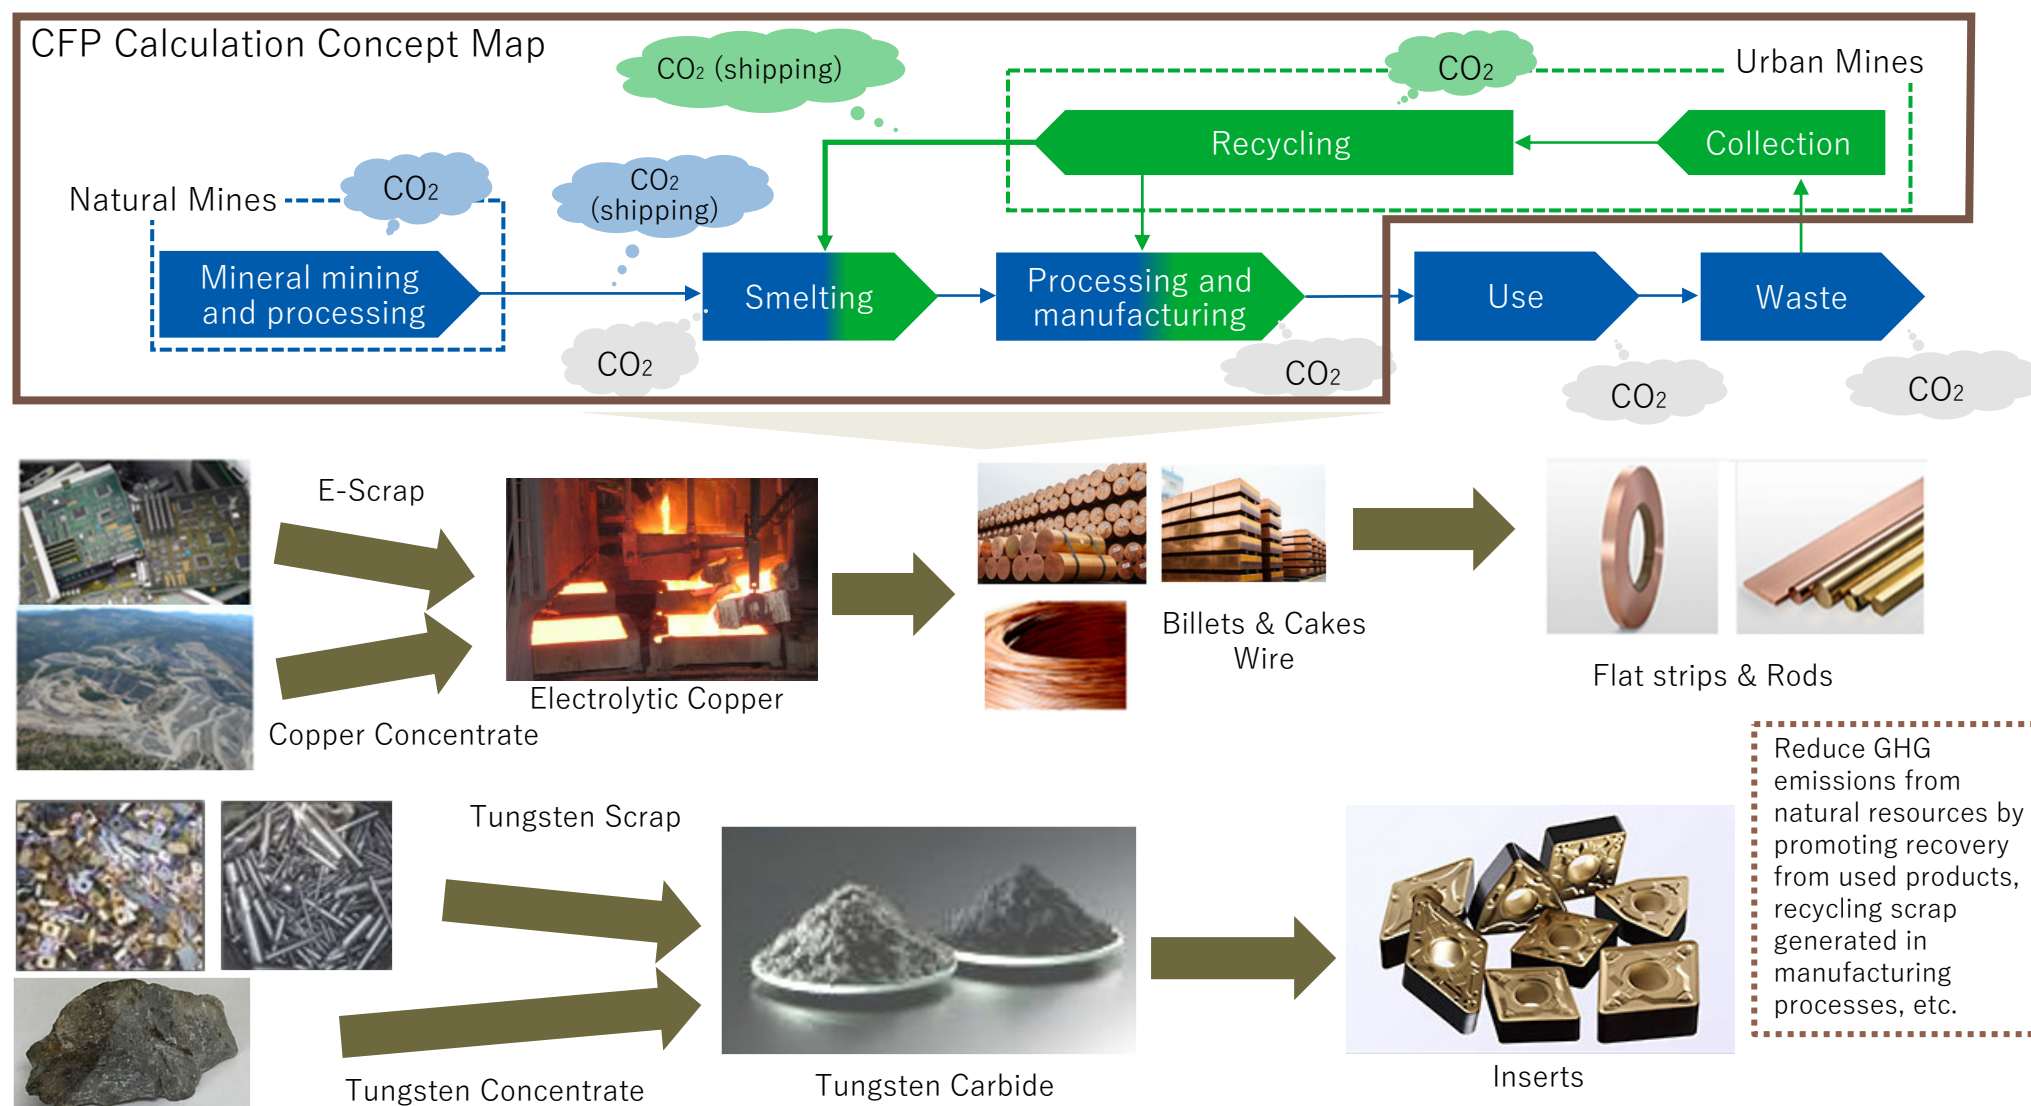 CFP Calculation Concept Map
CO₂ (shipping)
CO₂
Urban Mines
Recycling
Collection
Natural Mines
CO₂
CO₂
(shipping)
Mineral mining
and processing
Smelting
Processing and
manufacturing
Use
Waste
CO₂
CO₂
CO₂
CO₂
E-Scrap
Copper Concentrate
Electrolytic Copper
Billets & Cakes
Wire
Flat strips & Rods
Tungsten Scrap
Tungsten Concentrate
Tungsten Carbide
Inserts
Reduce GHG
emissions from
natural resources by
promoting recovery
from used products,
recycling scrap
generated in
manufacturing
processes, etc.